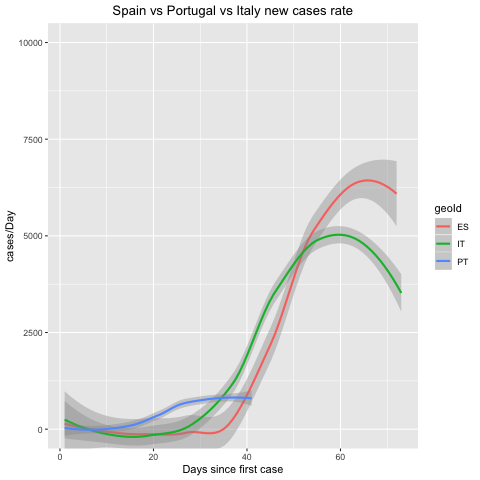 Spain vs Portugal vs Italy new cases rate
10000
7500
5000
2500
0
cases/Day
0 20 40 60
Days since first case
geoId
ES
IT
PT